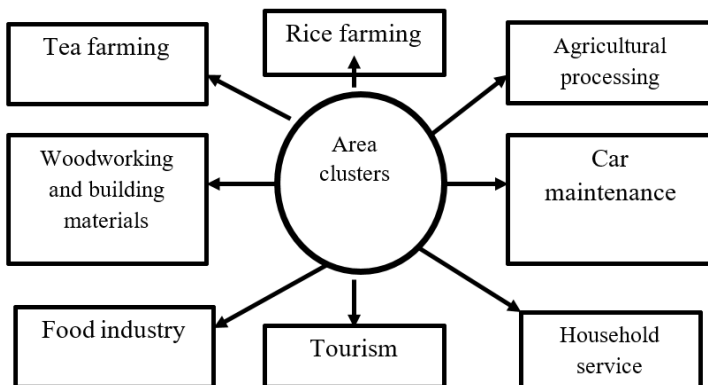 Tea farming
Rice farming
Agricultural
processing
Woodworking
and building
materials
Area
clusters
Car
maintenance
Food industry
Tourism
Household
service